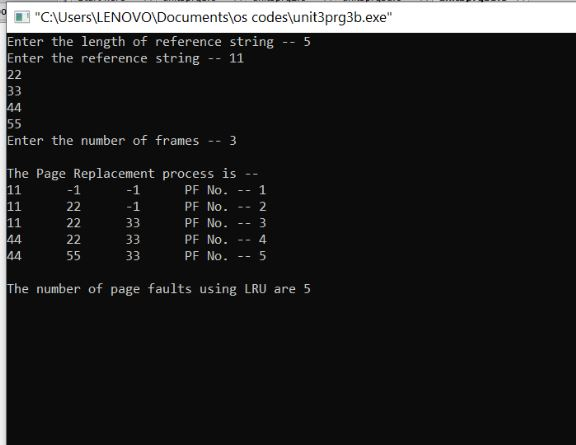 "C:\Users\LENOVO\Documents\os codes\unit3prg3b.exe"
Enter the length of reference string -- 5
Enter the reference string -- 11
22
33
44
55
Enter the number of frames -- 3
The Page Replacement process is --
11 -1 -1 PF No. -- 1
11 22 -1 PF No. -- 2
11 22 33 PF No. -- 3
44 22 33 PF No. -- 4
44 55 33 PF No. -- 5
The number of page faults using LRU are 5